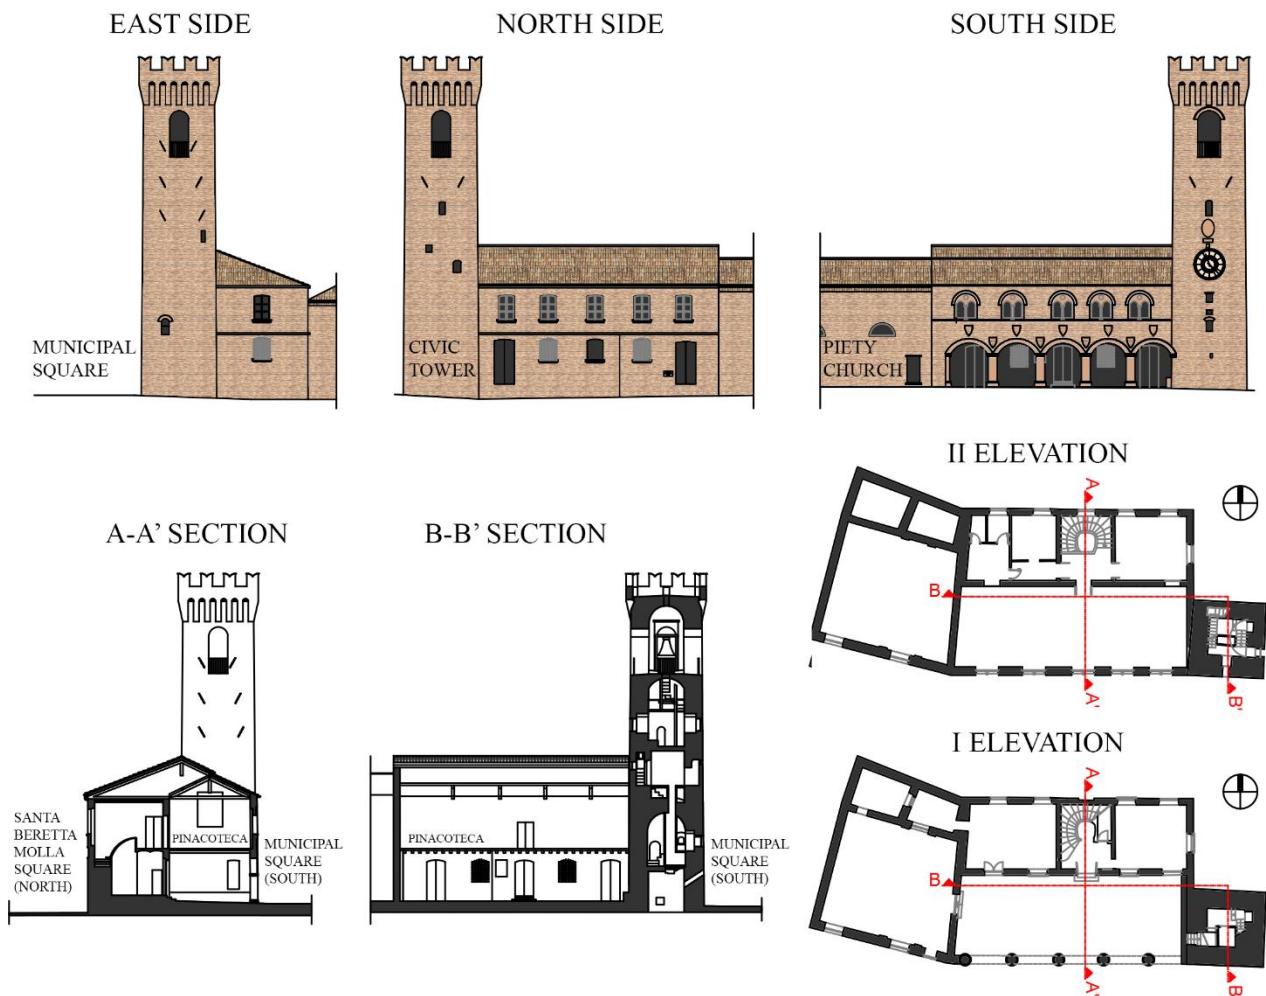 EAST SIDE
NORTH SIDE
SOUTH SIDE
MUNICIPAL
SQUARE
CIVIC
TOWER
PIETY
CHURCH
II ELEVATION
A
B
A'
B'
A-A' SECTION
B-B' SECTION
SANTA
BERETTA
MOLLA
SQUARE
(NORTH)
PINACOTECA
MUNICIPAL
SQUARE
(SOUTH)
PINACOTECA
MUNICIPAL
SQUARE
(SOUTH)
I ELEVATION
A
B
A'
B